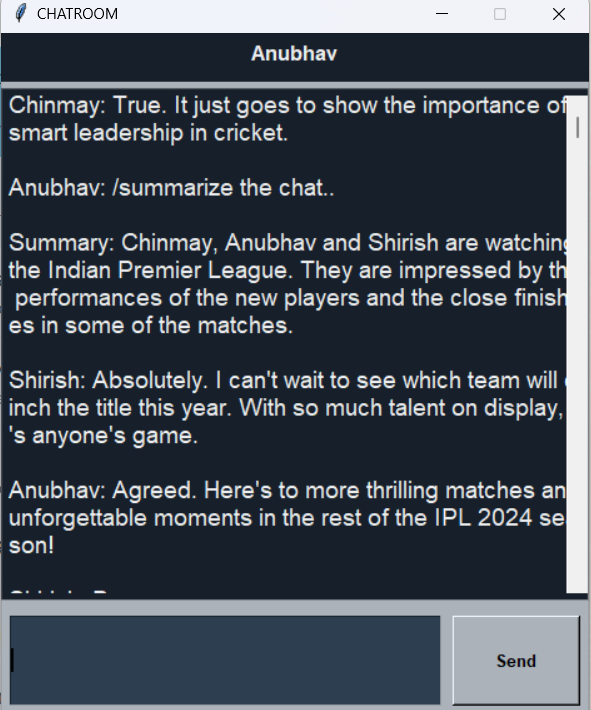 CHATROOM
Anubhav
Chinmay: True. It just goes to show the importance of
smart leadership in cricket.
Anubhav: /summarize the chat..
Summary: Chinmay, Anubhav and Shirish are watching
the Indian Premier League. They are impressed by th
performances of the new players and the close finish
es in some of the matches.
Shirish: Absolutely. I can't wait to see which team will
inch the title this year. With so much talent on display,
's anyone's game.
Anubhav: Agreed. Here's to more thrilling matches an
unforgettable moments in the rest of the IPL 2024 se
son!
Send